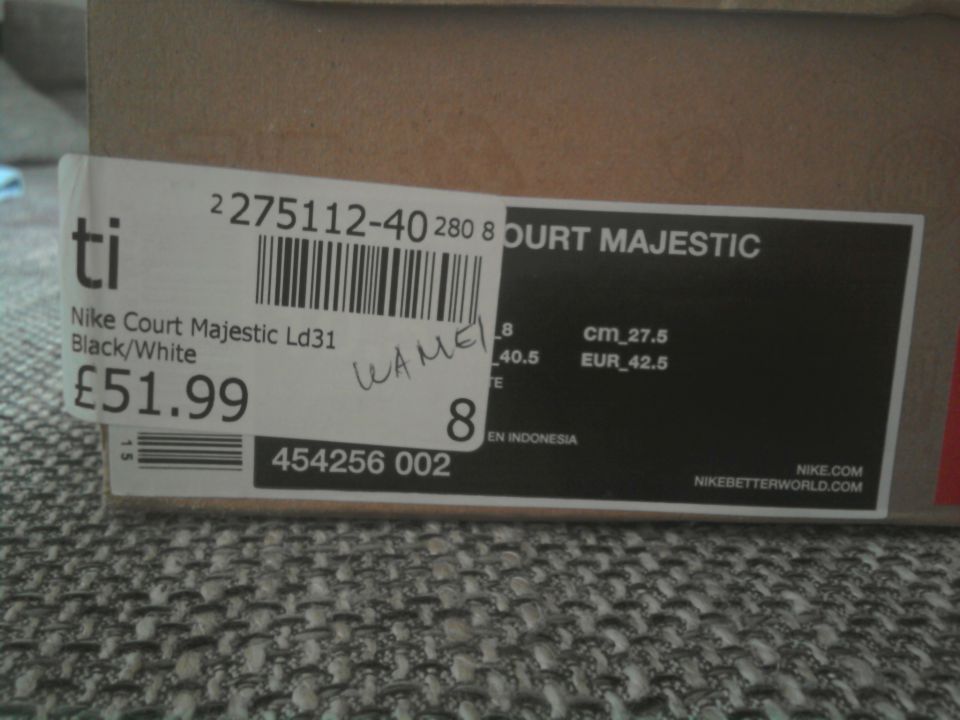 ti
2 275112-40 280 8
Nike Court Majestic Ld31
Black/White
£51.99
8
OURT MAJESTIC
_8 cm_27.5
_40.5 EUR_42.5
TE
EN INDONESIA
15
454256 002
NIKE.COM
NIKEBETTERWORLD.COM